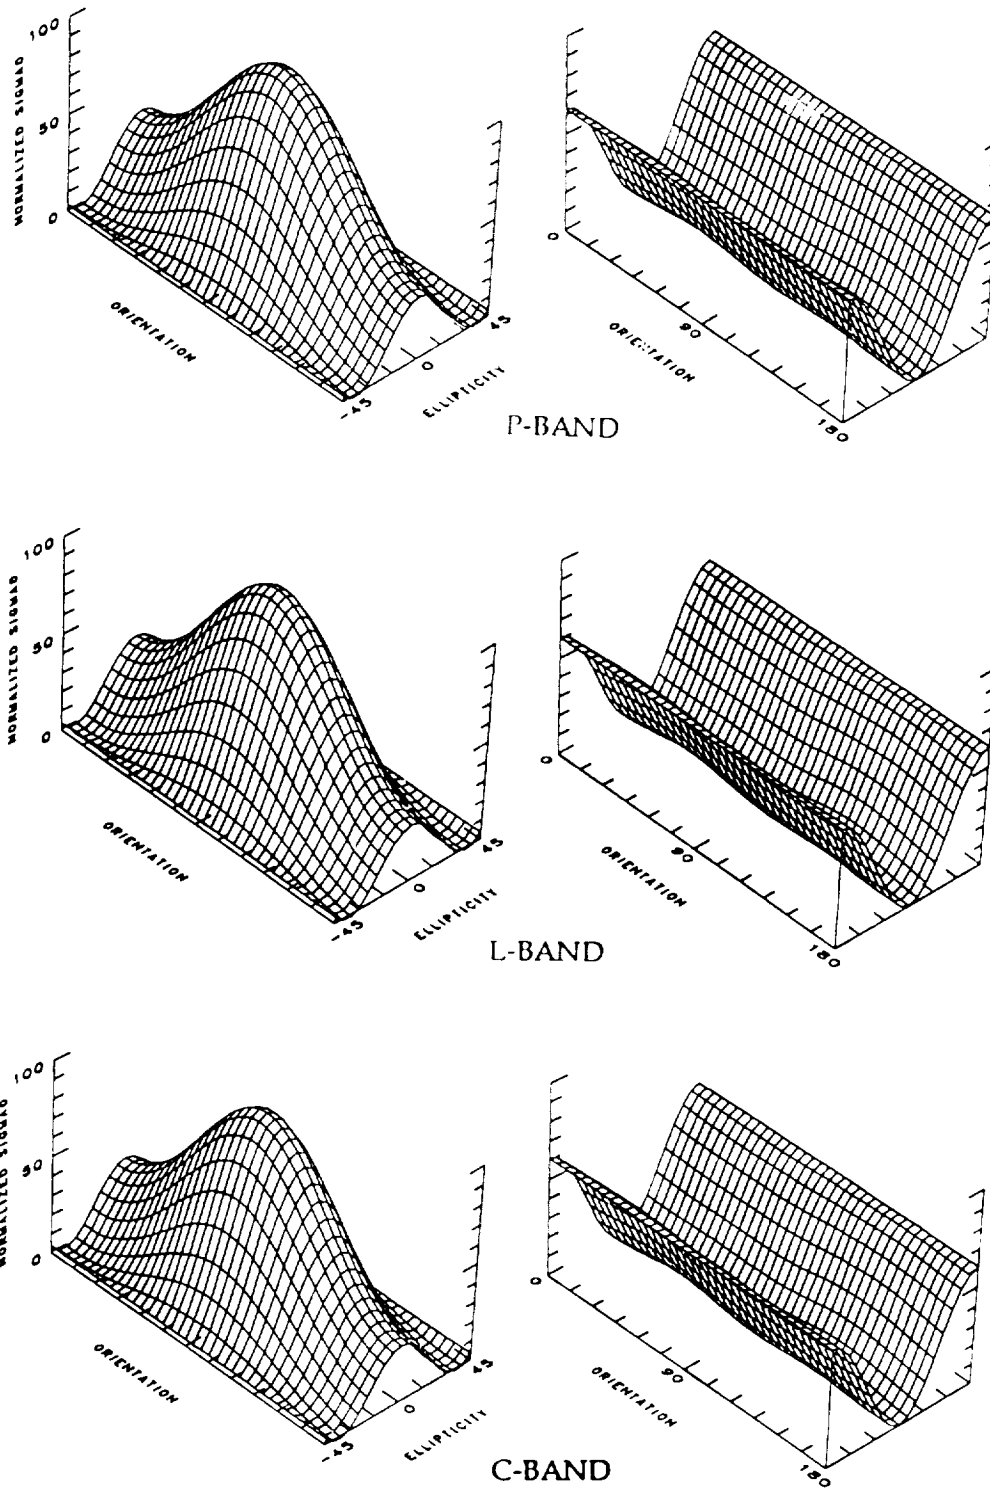 100
50
0
NORMALIZED SIGMA0
ORIENTATION
-45
0
45
ELLIPTICITY
0
ORIENTATION
90
180
P-BAND
100
50
0
NORMALIZED SIGMA0
ORIENTATION
-45
0
45
ELLIPTICITY
0
ORIENTATION
90
180
L-BAND
100
50
0
NORMALIZED SIGMA0
ORIENTATION
-45
0
45
ELLIPTICITY
0
ORIENTATION
90
180
C-BAND